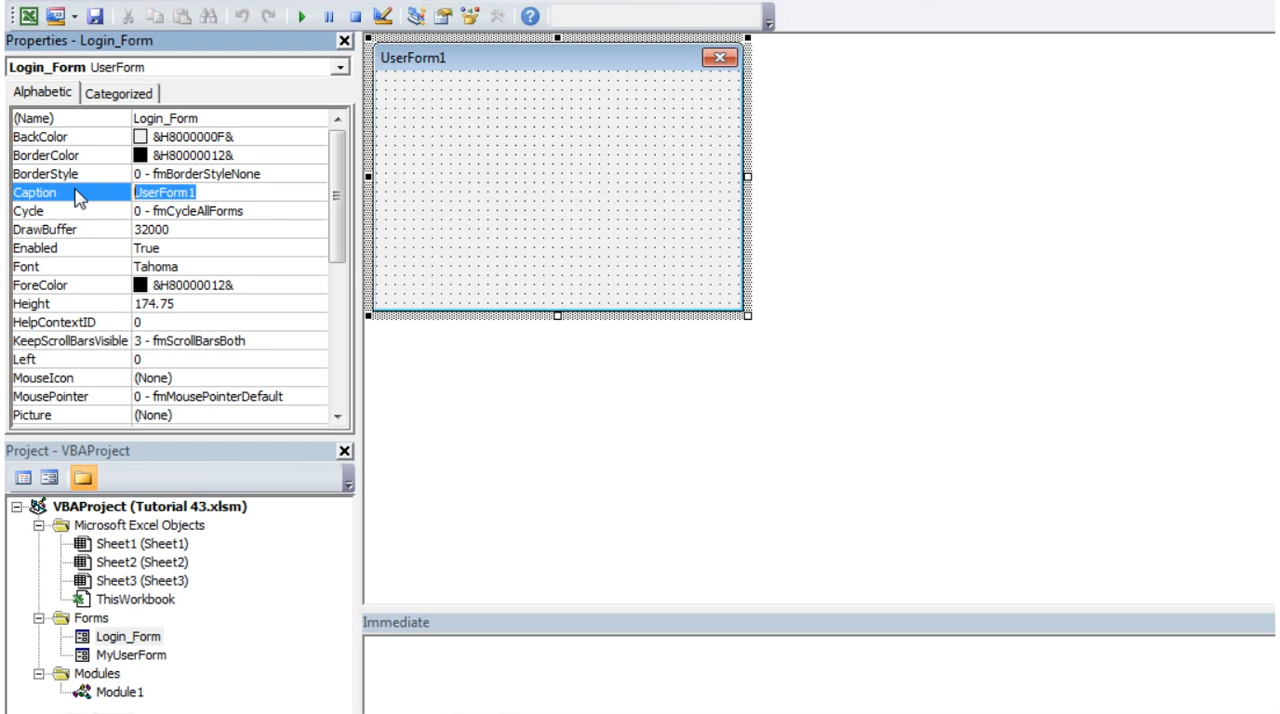 Properties - Login_Form
Login_Form UserForm
Alphabetic Categorized
(Name) Login_Form
BackColor &H8000000F&
BorderColor &H80000012&
BorderStyle 0 - fmBorderStyleNone
Caption UserForm1
Cycle 0 - fmCycleAllForms
DrawBuffer 32000
Enabled True
Font Tahoma
ForeColor &H80000012&
Height 174.75
HelpContextID 0
KeepScrollBarsVisible 3 - fmScrollBarsBoth
Left 0
MouseIcon (None)
MousePointer 0 - fmMousePointerDefault
Picture (None)
Project - VBAProject
VBAProject (Tutorial 43.xlsm)
Microsoft Excel Objects
Sheet1 (Sheet1)
Sheet2 (Sheet2)
Sheet3 (Sheet3)
ThisWorkbook
Forms
Login_Form
MyUserForm
Modules
Module1
UserForm1
Immediate